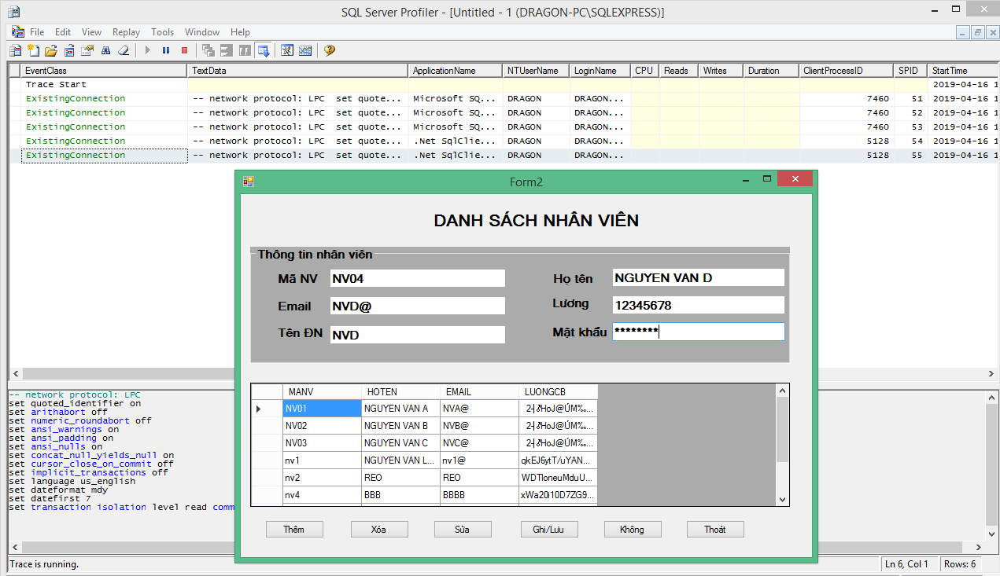 SQL Server Profiler - [Untitled - 1 (DRAGON-PC\SQLEXPRESS)]
File Edit View Replay Tools Window Help
EventClass TextData ApplicationName NTUserName LoginName CPU Reads Writes Duration ClientProcessID SPID StartTime
Trace Start 2019-04-16 1
ExistingConnection -- network protocol: LPC set quote... Microsoft SQ... DRAGON DRAGON... 7460 51 2019-04-16 1
ExistingConnection -- network protocol: LPC set quote... Microsoft SQ... DRAGON DRAGON... 7460 52 2019-04-16 1
ExistingConnection -- network protocol: LPC set quote... Microsoft SQ... DRAGON DRAGON... 7460 53 2019-04-16 1
ExistingConnection -- network protocol: LPC set quote... .Net SqlClie... DRAGON DRAGON... 5128 54 2019-04-16 1
ExistingConnection -- network protocol: LPC set quote... .Net SqlClie... DRAGON DRAGON... 5128 55 2019-04-16 1
Form2
DANH SÁCH NHÂN VIÊN
Thông tin nhân viên
Mã NV NV04 Họ tên NGUYEN VAN D
Email NVD@ Lương 12345678
Tên ĐN NVD Mật khẩu ********
MANV HOTEN EMAIL LUONGCB
NV01 NGUYEN VAN A NVA@
NV02 NGUYEN VAN B NVB@
NV03 NGUYEN VAN C NVC@
nv1 NGUYEN VAN L... nv1@ qkEJ6ytT/uYAN...
nv2 REO REO WDTloneuMduU...
nv4 BBB BBBB xWa20i10D7ZG9...
Thêm Xóa Sửa Ghi/Lưu Không Thoát
-- network protocol: LPC
set quoted_identifier on
set arithabort off
set numeric_roundabort off
set ansi_warnings on
set ansi_padding on
set ansi_nulls on
set concat_null_yields_null on
set cursor_close_on_commit off
set implicit_transactions off
set language us_english
set dateformat mdy
set datefirst 7
set transaction isolation level read comm
Trace is running. Ln 6, Col 1 Rows: 6